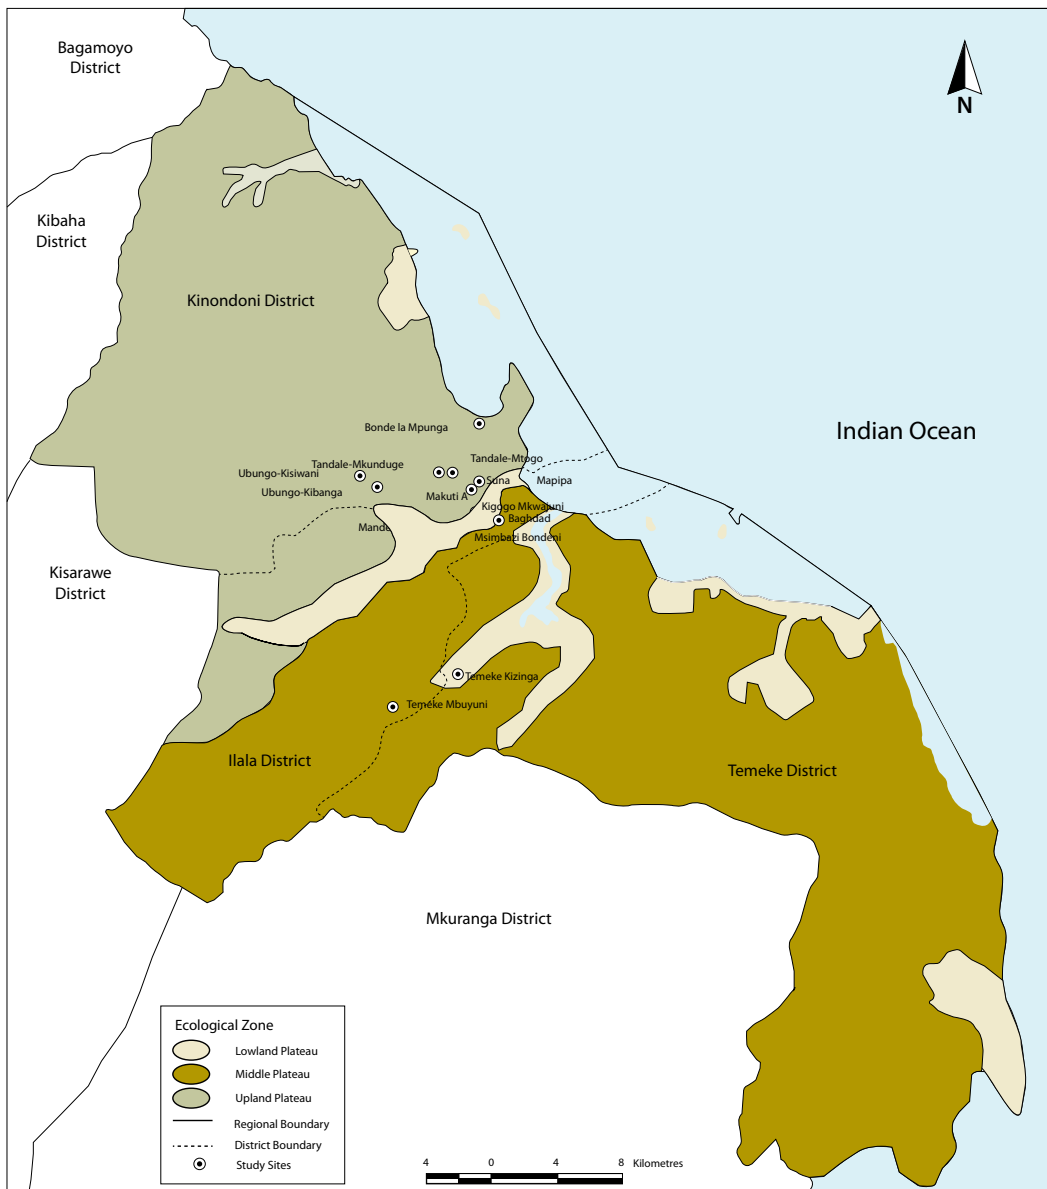 Bagamoyo
District
N
Kibaha
District
Kinondoni District
Indian Ocean
Bonde la Mpunga
Tandale-Mtogo
Tandale-Mkunduge
Ubungo-Kisiwani
Suna
Mapipa
Ubungo-Kibanga
Makuti A
Kigogo Mkwajuni
Baghdad
Mande
Msimbazi Bondeni
Kisarawe
District
Temeke Kizinga
Temeke Mbuyuni
Ilala District
Temeke District
Mkuranga District
Ecological Zone
Lowland Plateau
Middle Plateau
Upland Plateau
Regional Boundary
District Boundary
Study Sites
4 0 4 8 Kilometres